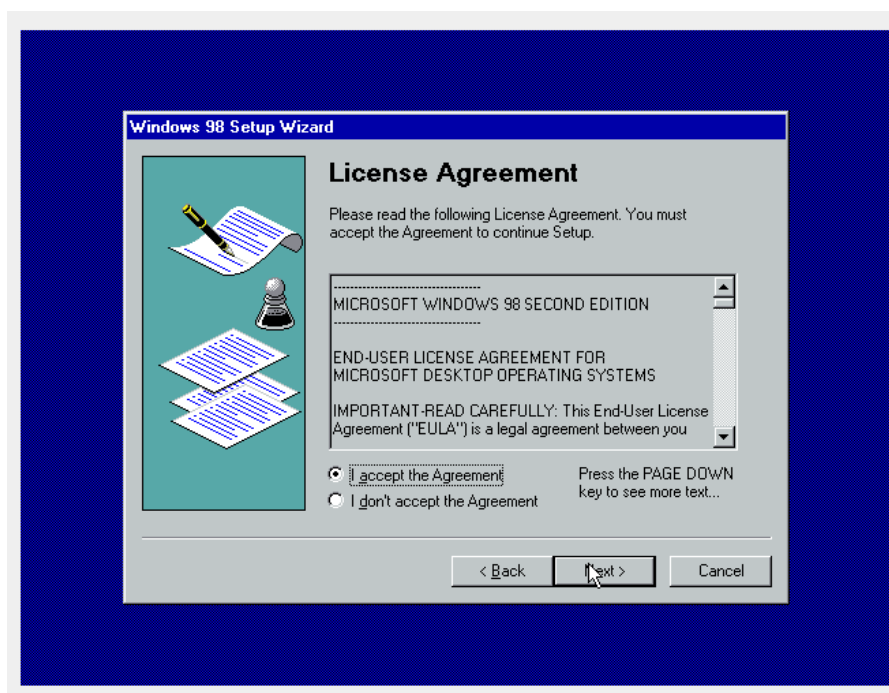 Windows 98 Setup Wizard
License Agreement
Please read the following License Agreement. You must
accept the Agreement to continue Setup.
----------------------------------------
MICROSOFT WINDOWS 98 SECOND EDITION
----------------------------------------
END-USER LICENSE AGREEMENT FOR
MICROSOFT DESKTOP OPERATING SYSTEMS
IMPORTANT-READ CAREFULLY: This End-User License
Agreement ("EULA") is a legal agreement between you
I accept the Agreement
I don't accept the Agreement
Press the PAGE DOWN
key to see more text...
< Back
Next >
Cancel